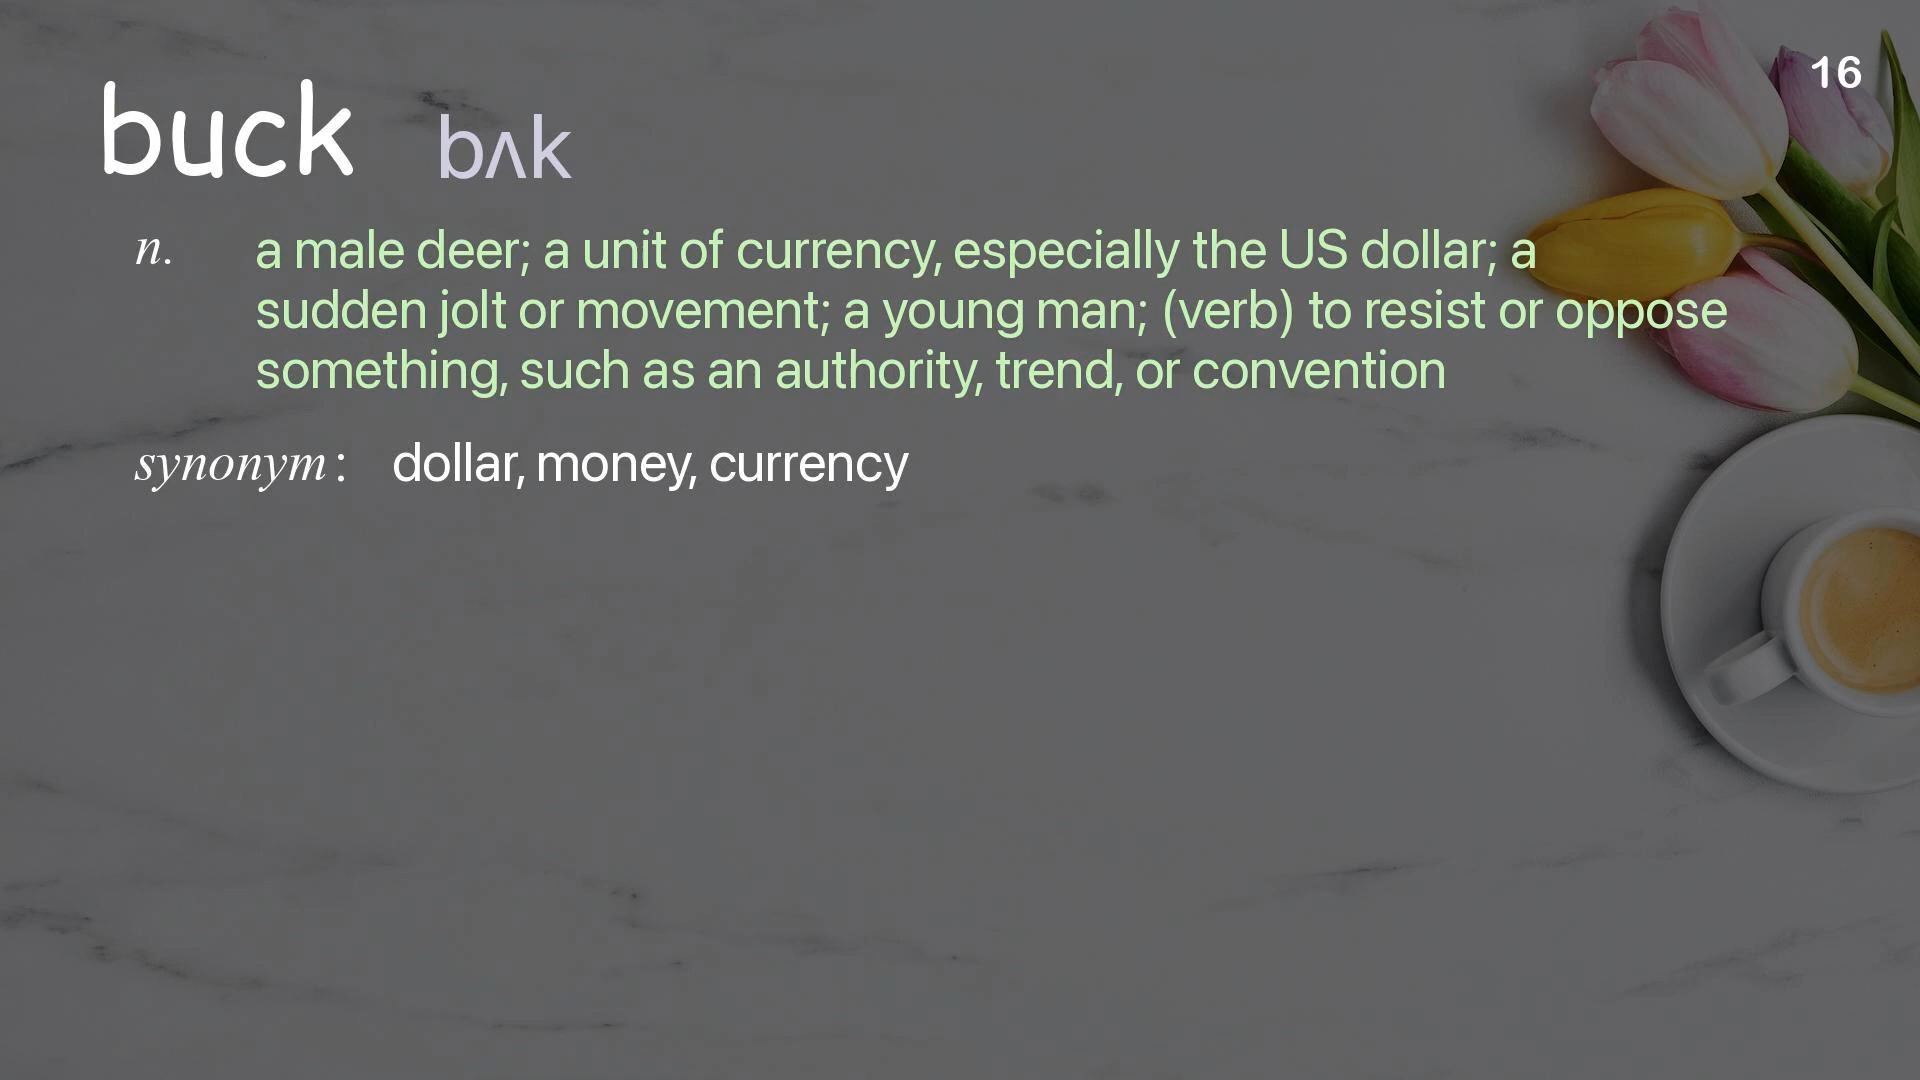 16
buck bʌk
n. a male deer; a unit of currency, especially the US dollar; a
sudden jolt or movement; a young man; (verb) to resist or oppose
something, such as an authority, trend, or convention
synonym : dollar, money, currency